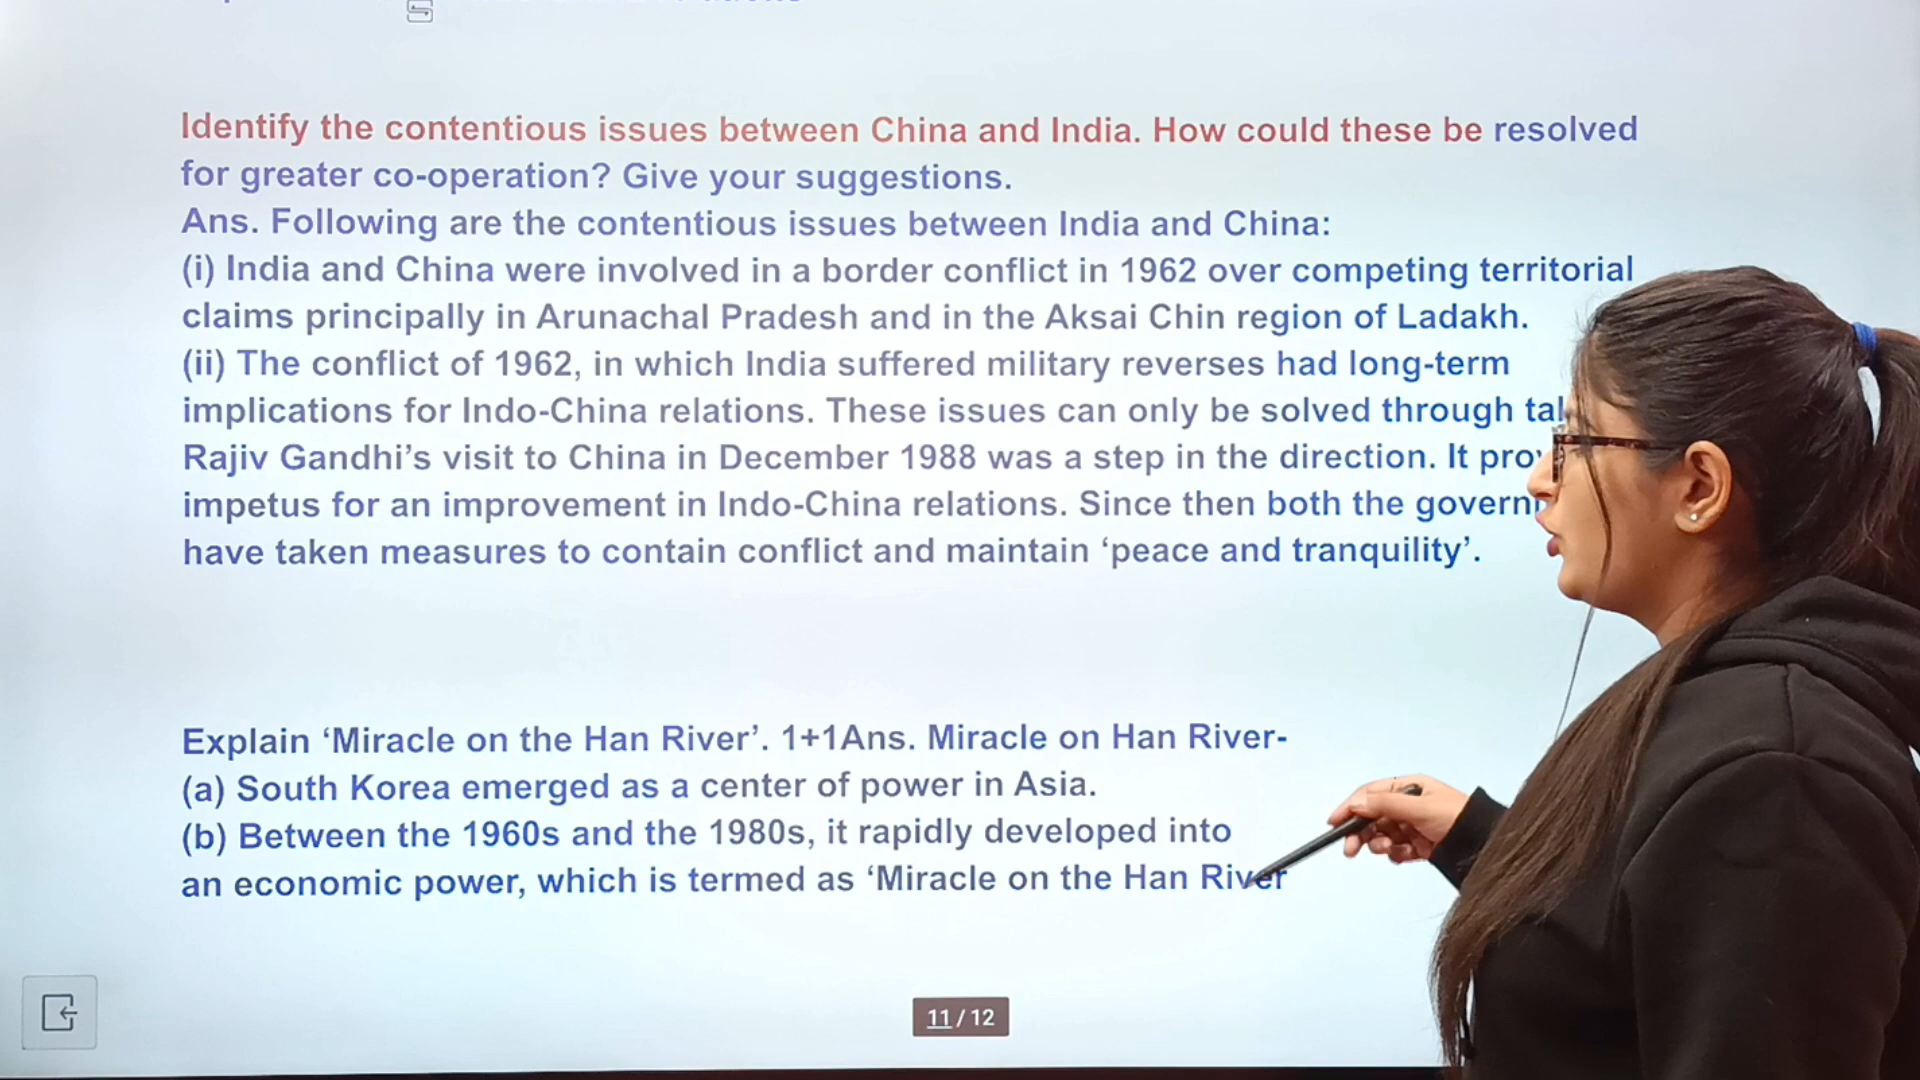 Identify the contentious issues between China and India. How could these be resolved
for greater co-operation? Give your suggestions.
Ans. Following are the contentious issues between India and China:
(i) India and China were involved in a border conflict in 1962 over competing territorial
claims principally in Arunachal Pradesh and in the Aksai Chin region of Ladakh.
(ii) The conflict of 1962, in which India suffered military reverses had long-term
implications for Indo-China relations. These issues can only be solved through
Rajiv Gandhi’s visit to China in December 1988 was a step in the direction. It
impetus for an improvement in Indo-China relations. Since then both the
have taken measures to contain conflict and maintain ‘peace and tranquility’.
Explain ‘Miracle on the Han River’. 1+1Ans. Miracle on Han River-
(a) South Korea emerged as a center of power in Asia.
(b) Between the 1960s and the 1980s, it rapidly developed into
an economic power, which is termed as ‘Miracle on the Han River
11 / 12